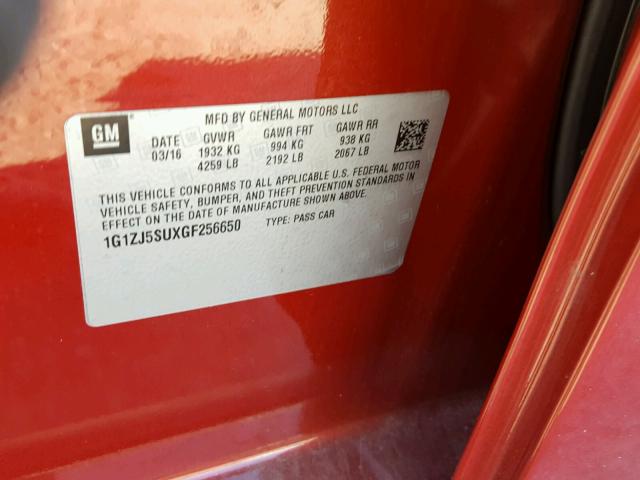 MFD BY GENERAL MOTORS LLC
GM
DATE GVWR GAWR FRT GAWR RR
03/16 1932 KG 994 KG 938 KG
4259 LB 2192 LB 2067 LB
THIS VEHICLE CONFORMS TO ALL APPLICABLE U.S. FEDERAL MOTOR
VEHICLE SAFETY, BUMPER, AND THEFT PREVENTION STANDARDS IN
EFFECT ON THE DATE OF MANUFACTURE SHOWN ABOVE.
1G1ZJ5SUXGF256650 TYPE: PASS CAR